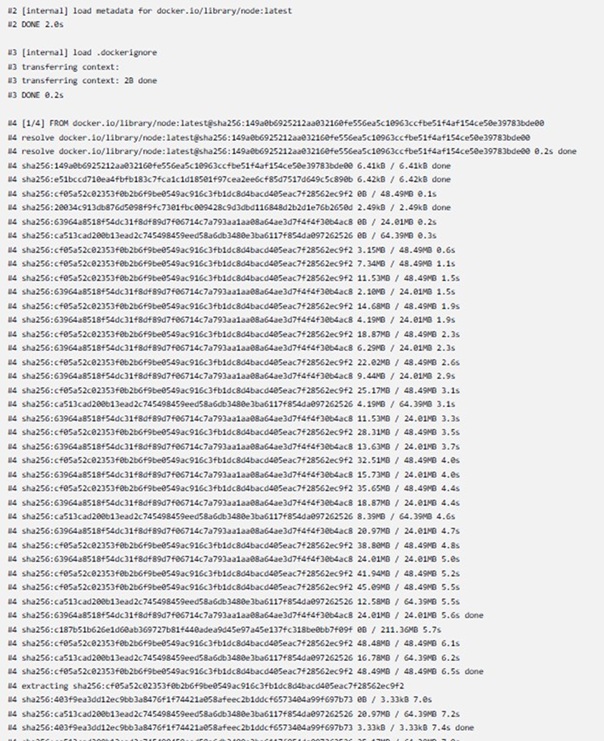 #2 [internal] load metadata for docker.io/library/node:latest
#2 DONE 2.0s
#3 [internal] load .dockerignore
#3 transferring context:
#3 transferring context: 2B done
#3 DONE 0.2s
#4 [1/4] FROM docker.io/library/node:latest@sha256:149a0b6925212aa032160fe556ea5c10963ccfbe51f4af154ce50e39783bde00
#4 resolve docker.io/library/node:latest@sha256:149a0b6925212aa032160fe556ea5c10963ccfbe51f4af154ce50e39783bde00
#4 resolve docker.io/library/node:latest@sha256:149a0b6925212aa032160fe556ea5c10963ccfbe51f4af154ce50e39783bde00 0.2s done
#4 sha256:149a0b6925212aa032160fe556ea5c10963ccfbe51f4af154ce50e39783bde00 6.41kB / 6.41kB done
#4 sha256:e51bccd710ea4fbfb183c7fca1c1d18501f97cea2ee6cf85d7517d649c5c890b 6.42kB / 6.42kB done
#4 sha256:cf05a52c02353f0b2b6f9be0549ac916c3fb1dc8d4bacd405eac7f28562ec9f2 0B / 48.49MB 0.1s
#4 sha256:20034c913db876d5098f9fc7301fbc009428c9d3dbd116848d2b2d1e76b2650d 2.49kB / 2.49kB done
#4 sha256:63964a8518f54dc31f8df89d7f06714c7a793aa1aa08a64ae3d7f4f4f30b4ac8 0B / 24.01MB 0.2s
#4 sha256:ca513cad200b13ead2c745498459eed58a6db3480e3ba6117f854da097262526 0B / 64.39MB 0.3s
#4 sha256:cf05a52c02353f0b2b6f9be0549ac916c3fb1dc8d4bacd405eac7f28562ec9f2 3.15MB / 48.49MB 0.6s
#4 sha256:cf05a52c02353f0b2b6f9be0549ac916c3fb1dc8d4bacd405eac7f28562ec9f2 7.34MB / 48.49MB 1.1s
#4 sha256:cf05a52c02353f0b2b6f9be0549ac916c3fb1dc8d4bacd405eac7f28562ec9f2 11.53MB / 48.49MB 1.5s
#4 sha256:63964a8518f54dc31f8df89d7f06714c7a793aa1aa08a64ae3d7f4f4f30b4ac8 2.10MB / 24.01MB 1.5s
#4 sha256:cf05a52c02353f0b2b6f9be0549ac916c3fb1dc8d4bacd405eac7f28562ec9f2 14.68MB / 48.49MB 1.9s
#4 sha256:63964a8518f54dc31f8df89d7f06714c7a793aa1aa08a64ae3d7f4f4f30b4ac8 4.19MB / 24.01MB 1.9s
#4 sha256:cf05a52c02353f0b2b6f9be0549ac916c3fb1dc8d4bacd405eac7f28562ec9f2 18.87MB / 48.49MB 2.3s
#4 sha256:63964a8518f54dc31f8df89d7f06714c7a793aa1aa08a64ae3d7f4f4f30b4ac8 6.29MB / 24.01MB 2.3s
#4 sha256:cf05a52c02353f0b2b6f9be0549ac916c3fb1dc8d4bacd405eac7f28562ec9f2 22.02MB / 48.49MB 2.6s
#4 sha256:63964a8518f54dc31f8df89d7f06714c7a793aa1aa08a64ae3d7f4f4f30b4ac8 9.44MB / 24.01MB 2.9s
#4 sha256:cf05a52c02353f0b2b6f9be0549ac916c3fb1dc8d4bacd405eac7f28562ec9f2 25.17MB / 48.49MB 3.1s
#4 sha256:ca513cad200b13ead2c745498459eed58a6db3480e3ba6117f854da097262526 4.19MB / 64.39MB 3.1s
#4 sha256:63964a8518f54dc31f8df89d7f06714c7a793aa1aa08a64ae3d7f4f4f30b4ac8 11.53MB / 24.01MB 3.3s
#4 sha256:cf05a52c02353f0b2b6f9be0549ac916c3fb1dc8d4bacd405eac7f28562ec9f2 28.31MB / 48.49MB 3.5s
#4 sha256:63964a8518f54dc31f8df89d7f06714c7a793aa1aa08a64ae3d7f4f4f30b4ac8 13.63MB / 24.01MB 3.7s
#4 sha256:cf05a52c02353f0b2b6f9be0549ac916c3fb1dc8d4bacd405eac7f28562ec9f2 32.51MB / 48.49MB 4.0s
#4 sha256:63964a8518f54dc31f8df89d7f06714c7a793aa1aa08a64ae3d7f4f4f30b4ac8 15.73MB / 24.01MB 4.0s
#4 sha256:cf05a52c02353f0b2b6f9be0549ac916c3fb1dc8d4bacd405eac7f28562ec9f2 35.65MB / 48.49MB 4.4s
#4 sha256:63964a8518f54dc31f8df89d7f06714c7a793aa1aa08a64ae3d7f4f4f30b4ac8 18.87MB / 24.01MB 4.4s
#4 sha256:ca513cad200b13ead2c745498459eed58a6db3480e3ba6117f854da097262526 8.39MB / 64.39MB 4.6s
#4 sha256:63964a8518f54dc31f8df89d7f06714c7a793aa1aa08a64ae3d7f4f4f30b4ac8 20.97MB / 24.01MB 4.7s
#4 sha256:cf05a52c02353f0b2b6f9be0549ac916c3fb1dc8d4bacd405eac7f28562ec9f2 38.80MB / 48.49MB 4.8s
#4 sha256:63964a8518f54dc31f8df89d7f06714c7a793aa1aa08a64ae3d7f4f4f30b4ac8 24.01MB / 24.01MB 5.0s
#4 sha256:cf05a52c02353f0b2b6f9be0549ac916c3fb1dc8d4bacd405eac7f28562ec9f2 41.94MB / 48.49MB 5.2s
#4 sha256:cf05a52c02353f0b2b6f9be0549ac916c3fb1dc8d4bacd405eac7f28562ec9f2 45.09MB / 48.49MB 5.5s
#4 sha256:ca513cad200b13ead2c745498459eed58a6db3480e3ba6117f854da097262526 12.58MB / 64.39MB 5.5s
#4 sha256:63964a8518f54dc31f8df89d7f06714c7a793aa1aa08a64ae3d7f4f4f30b4ac8 24.01MB / 24.01MB 5.6s done
#4 sha256:c187b51b626e1d60ab369727b81f440adea9d45e97a45e137fc318be0bb7f09f 0B / 211.36MB 5.7s
#4 sha256:cf05a52c02353f0b2b6f9be0549ac916c3fb1dc8d4bacd405eac7f28562ec9f2 48.48MB / 48.49MB 6.1s
#4 sha256:ca513cad200b13ead2c745498459eed58a6db3480e3ba6117f854da097262526 16.78MB / 64.39MB 6.2s
#4 sha256:cf05a52c02353f0b2b6f9be0549ac916c3fb1dc8d4bacd405eac7f28562ec9f2 48.49MB / 48.49MB 6.5s done
#4 extracting sha256:cf05a52c02353f0b2b6f9be0549ac916c3fb1dc8d4bacd405eac7f28562ec9f2
#4 sha256:403f9ea3dd12ec9bb3a8476f1f74421a058afeec2b1ddcf6573404a99f697b73 0B / 3.33kB 7.0s
#4 sha256:ca513cad200b13ead2c745498459eed58a6db3480e3ba6117f854da097262526 20.97MB / 64.39MB 7.2s
#4 sha256:403f9ea3dd12ec9bb3a8476f1f74421a058afeec2b1ddcf6573404a99f697b73 3.33kB / 3.33kB 7.4s done